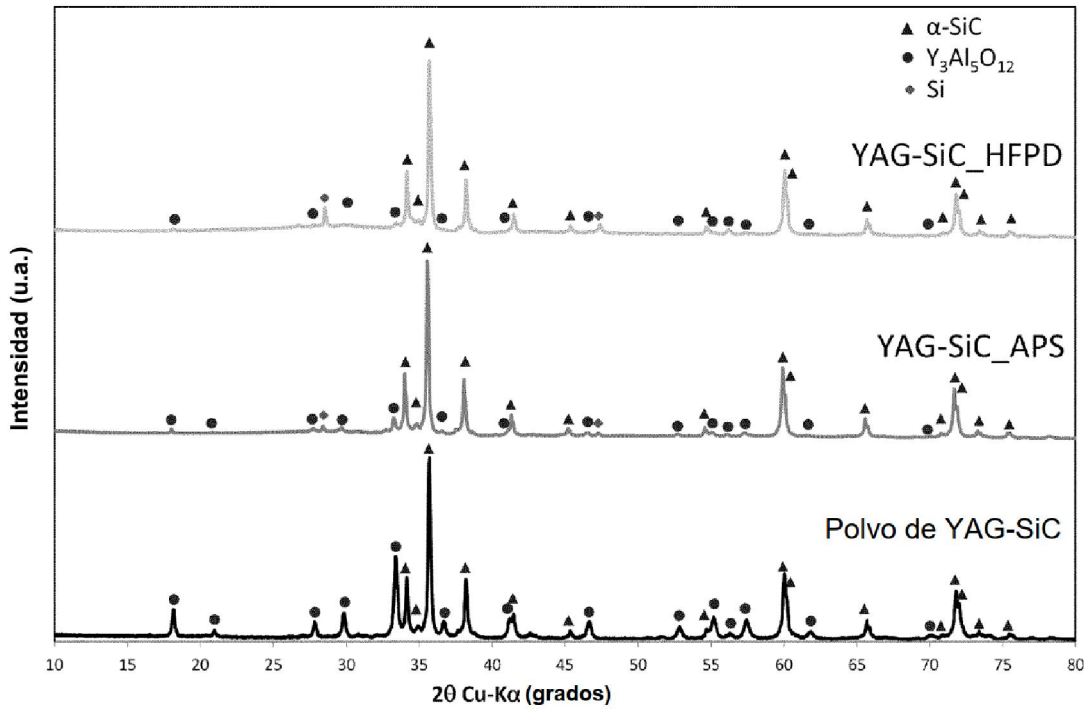 ▲ α-SiC
● Y₃Al₅O₁₂
◆ Si
YAG-SiC_HFPD
YAG-SiC_APS
Polvo de YAG-SiC
Intensidad (u.a.)
10 15 20 25 30 35 40 45 50 55 60 65 70 75 80
2θ Cu-Kα (grados)